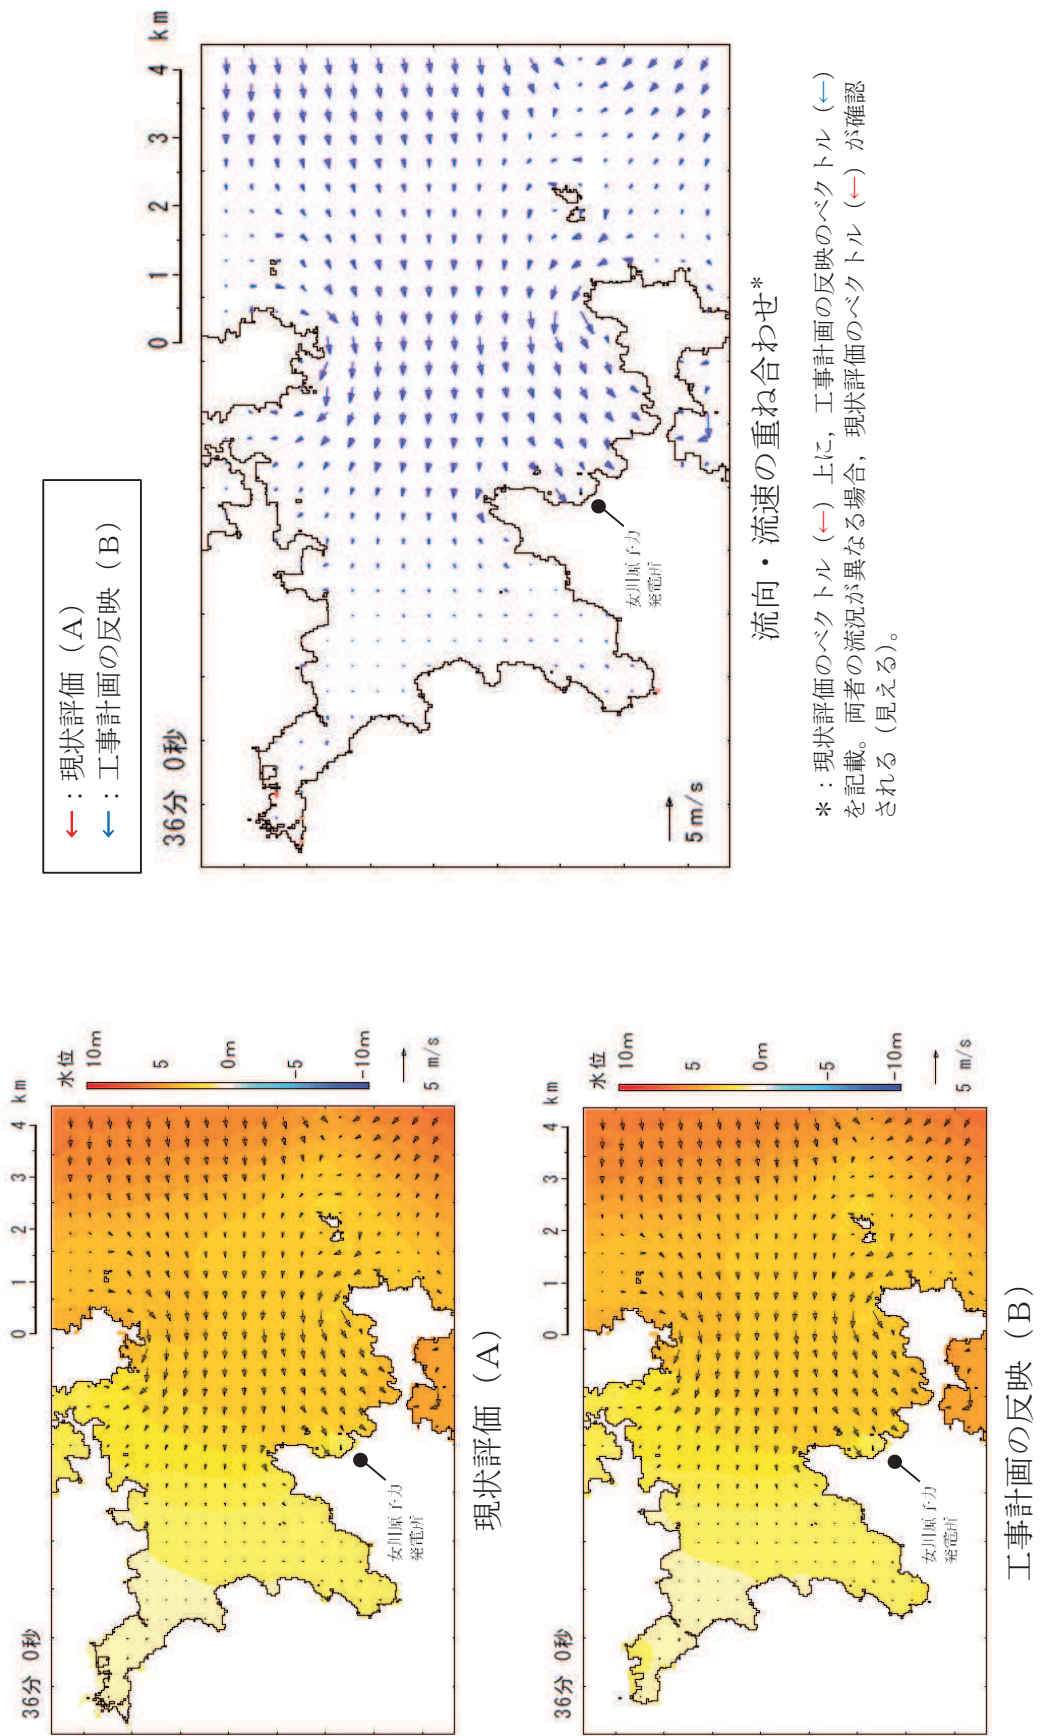 36分 0秒
0 1 2 3 4 km
水位
10m
5
0m
-5
-10m
5 m/s
女川原子力
発電所
現状評価 (A)
0 1 2 3 4 km
水位
10m
5
0m
-5
-10m
5 m/s
女川原子力
発電所
工事計画の反映 (B)
←:現状評価 (A)
←:工事計画の反映 (B)
36分 0秒
0 1 2 3 4 km
5m/s
女川原子力
発電所
流向・流速の重ね合わせ*
*:現状評価のベクトル (←) 上に,工事計画の反映のベクトル (←)
を記載。両者の流況が異なる場合,現状評価のベクトル (←) が確認
される (見える)。